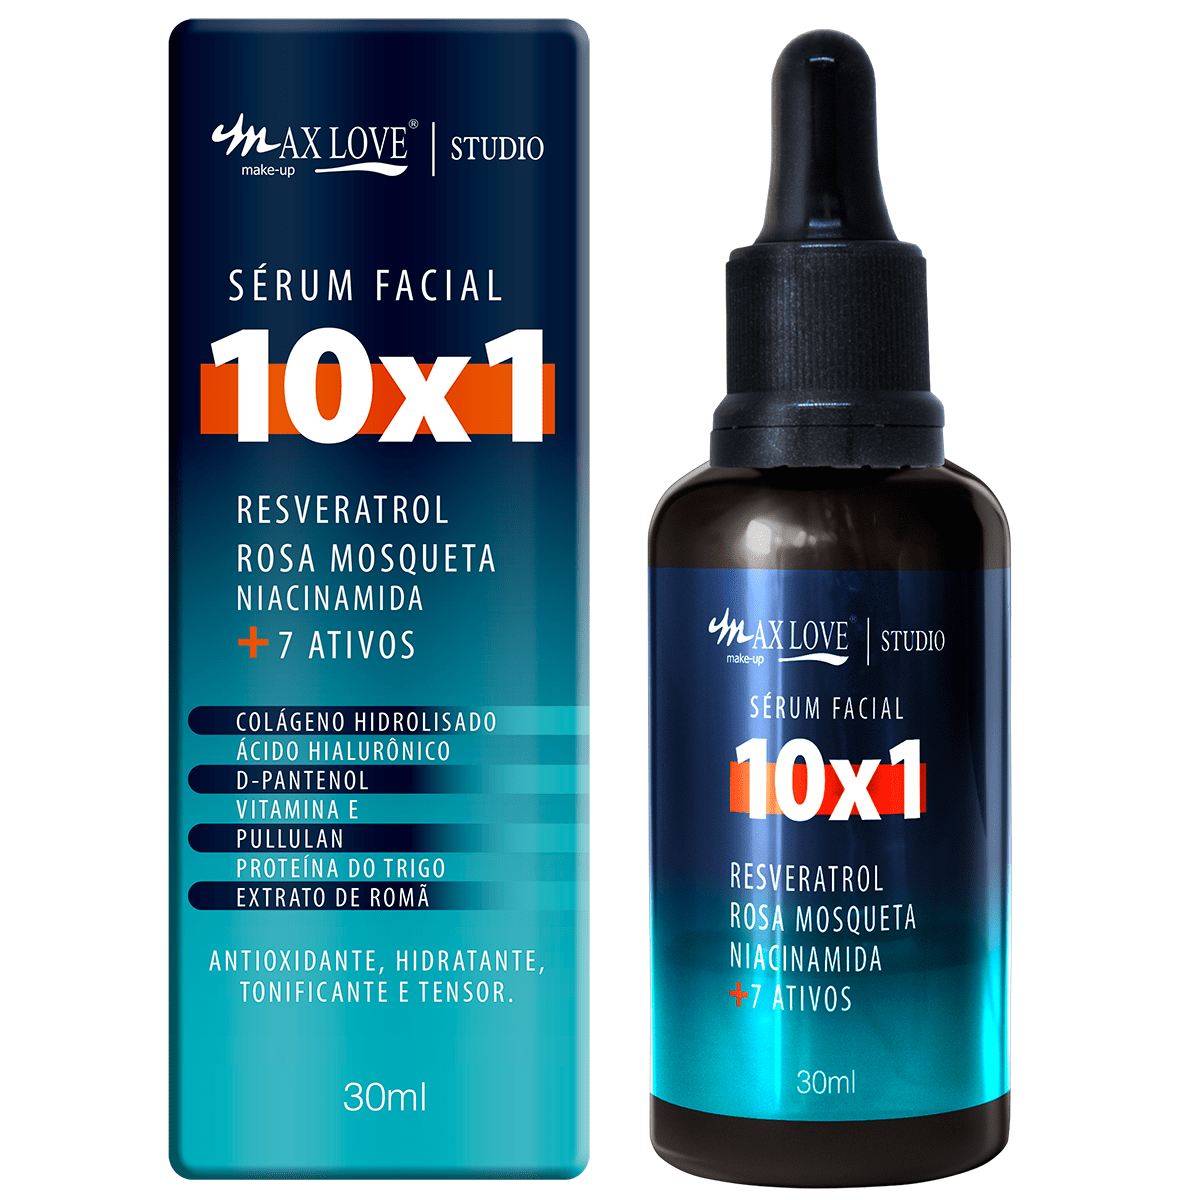 MAX LOVE® | STUDIO
make-up
SÉRUM FACIAL
10x1
RESVERATROL
ROSA MOSQUETA
NIACINAMIDA
+ 7 ATIVOS
COLÁGENO HIDROLISADO
ÁCIDO HIALURÔNICO
D-PANTENOL
VITAMINA E
PULLULAN
PROTEÍNA DO TRIGO
EXTRATO DE ROMÃ
ANTIOXIDANTE, HIDRATANTE,
TONIFICANTE E TENSOR.
30ml
MAX LOVE® | STUDIO
make-up
SÉRUM FACIAL
10x1
RESVERATROL
ROSA MOSQUETA
NIACINAMIDA
+7 ATIVOS
30ml